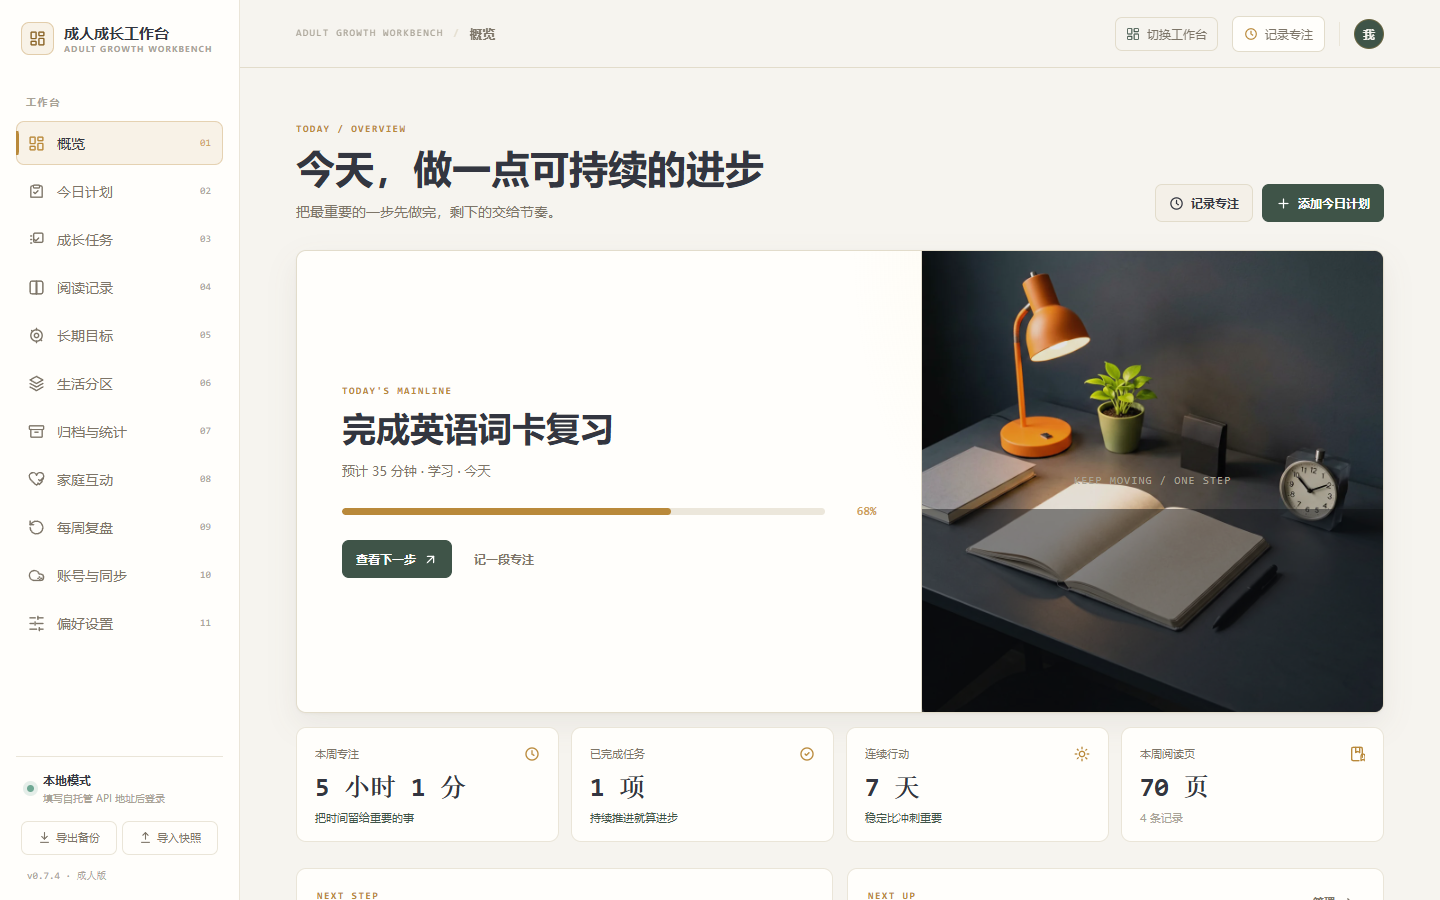 成人成长工作台
ADULT GROWTH WORKBENCH
工作台
概览 01
今日计划 02
成长任务 03
阅读记录 04
长期目标 05
生活分区 06
归档与统计 07
家庭互动 08
每周复盘 09
账号与同步 10
偏好设置 11
本地模式
填写自托管 API 地址后登录
导出备份 导入快照
v0.7.4 · 成人版
ADULT GROWTH WORKBENCH / 概览
切换工作台 记录专注 我
TODAY / OVERVIEW
今天，做一点可持续的进步
把最重要的一步先做完，剩下的交给节奏。
记录专注 添加今日计划
TODAY'S MAINLINE
完成英语词卡复习
预计 35 分钟 · 学习 · 今天
68%
查看下一步 记一段专注
KEEP MOVING / ONE STEP
本周专注
5 小时 1 分
把时间留给重要的事
已完成任务
1 项
持续推进就算进步
连续行动
7 天
稳定比冲刺重要
本周阅读页
70 页
4 条记录
NEXT STEP
NEXT UP
管理